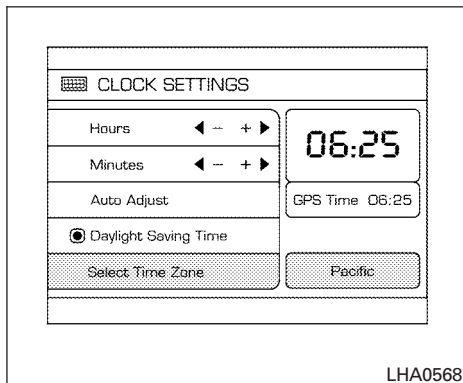 CLOCK SETTINGS
Hours ◀ – + ▶
Minutes ◀ – + ▶
Auto Adjust
Daylight Saving Time
Select Time Zone
06:25
GPS Time 06:25
Pacific
LHA0568